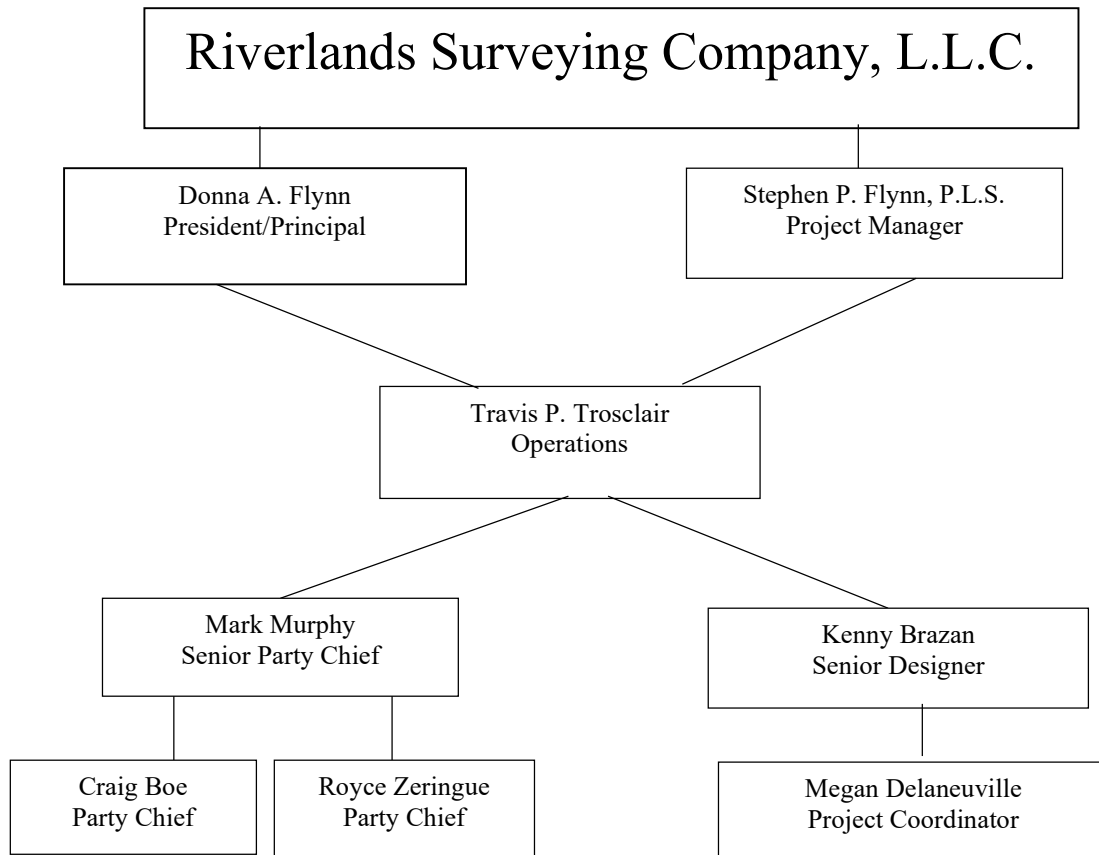 Riverlands Surveying Company, L.L.C.
Donna A. Flynn
President/Principal
Stephen P. Flynn, P.L.S.
Project Manager
Travis P. Trosclair
Operations
Mark Murphy
Senior Party Chief
Kenny Brazan
Senior Designer
Craig Boe
Party Chief
Royce Zeringue
Party Chief
Megan Delaneuville
Project Coordinator